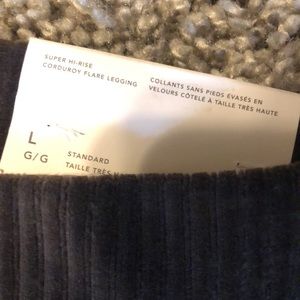 SUPER HI-RISE
CORDUROY FLARE LEGGING
COLLANTS SANS PIEDS ÉVASÉS EN
VELOURS CÔTELÉ À TAILLE TRÈS HAUTE
L
G/G
STANDARD
TAILLE TRÈS